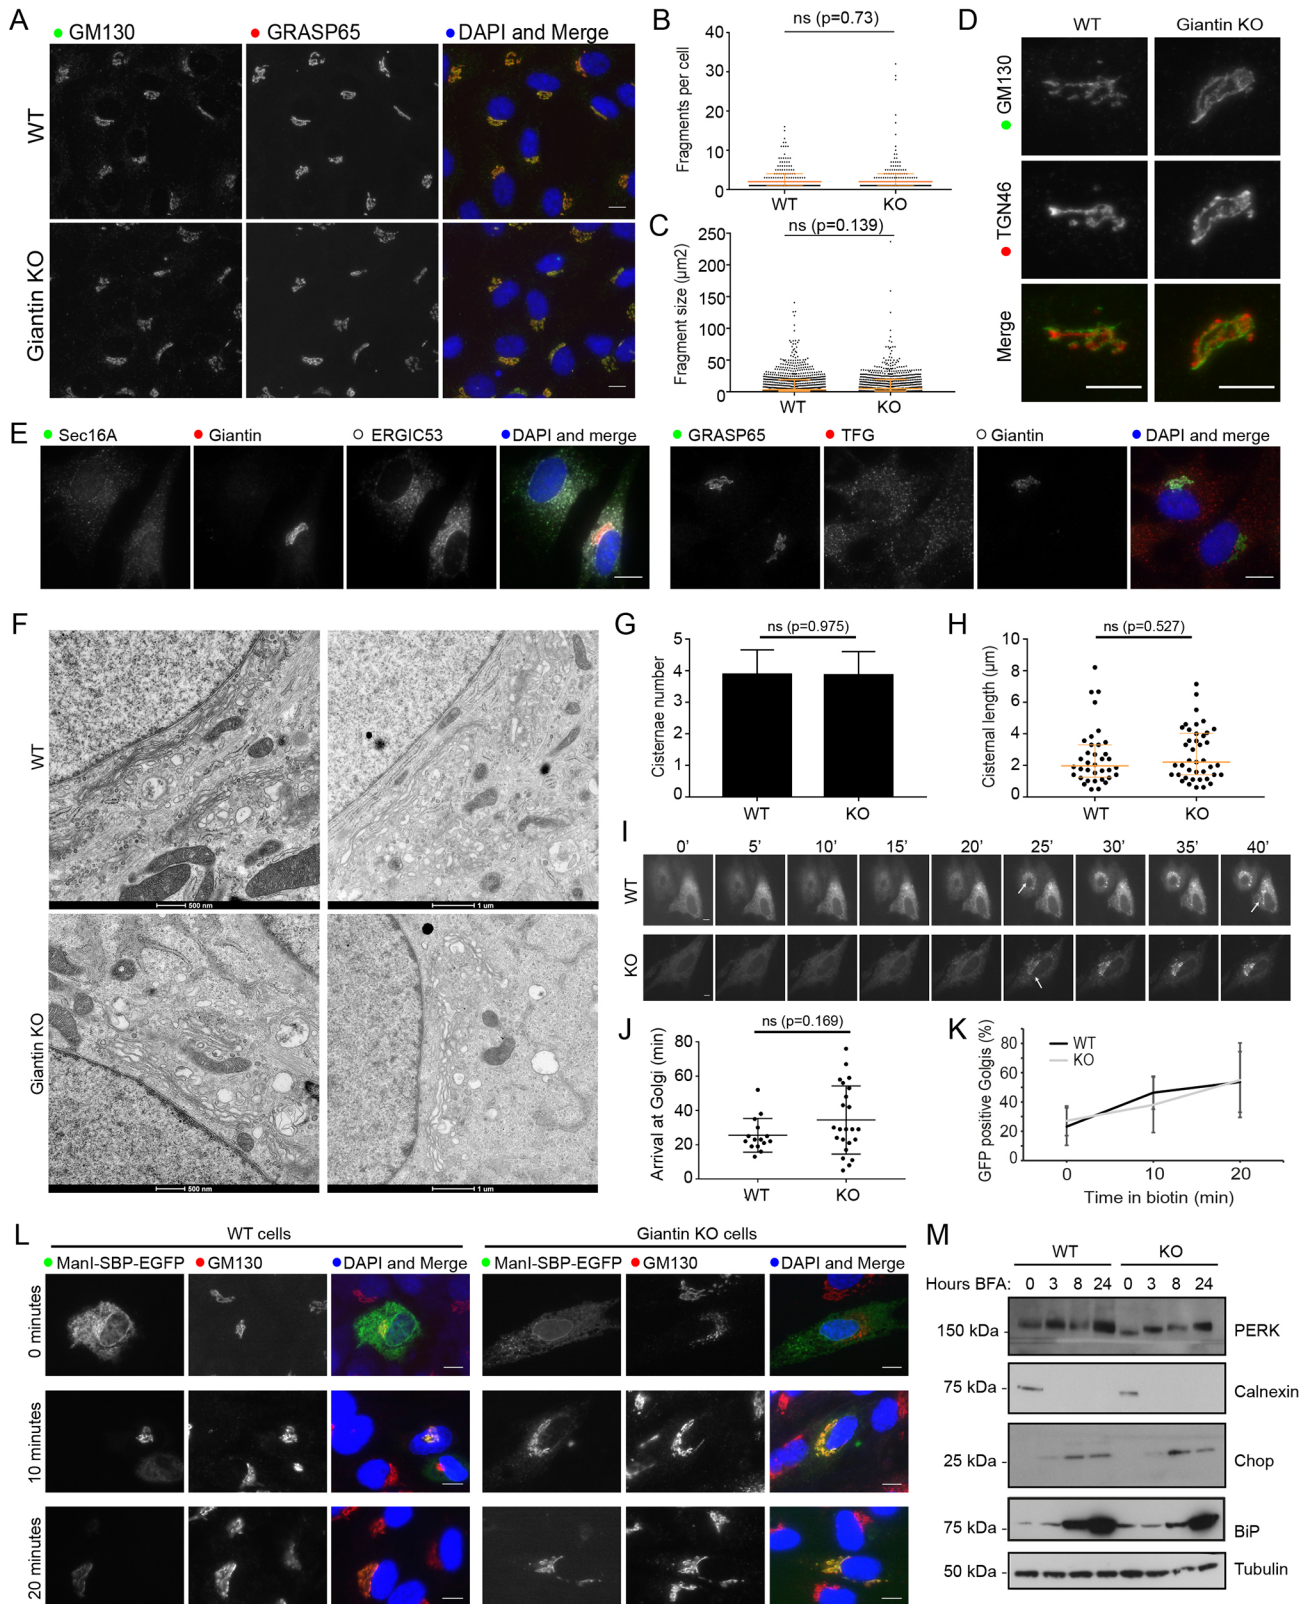 A
GM130
GRASP65
DAPI and Merge
WT
Giantin KO
B
ns (p=0.73)
Fragments per cell
40
30
20
10
0
WT
KO
C
ns (p=0.139)
Fragment size (µm2)
250
200
150
100
50
0
WT
KO
D
WT
Giantin KO
GM130
TGN46
Merge
E
Sec16A
Giantin
ERGIC53
DAPI and merge
GRASP65
TFG
Giantin
DAPI and merge
F
WT
500 nm
1 um
Giantin KO
500 nm
1 um
G
ns (p=0.975)
Cisternae number
5
4
3
2
1
0
WT
KO
H
ns (p=0.527)
Cisternal length (µm)
10
8
6
4
2
0
WT
KO
I
0’ 5’ 10’ 15’ 20’ 25’ 30’ 35’ 40’
WT
KO
J
ns (p=0.169)
Arrival at Golgi (min)
80
60
40
20
0
WT
KO
K
GFP positive Golgis (%)
80
60
40
20
0
WT
KO
0 10 20
Time in biotin (min)
L
WT cells
Giantin KO cells
ManI-SBP-EGFP
GM130
DAPI and Merge
ManI-SBP-EGFP
GM130
DAPI and Merge
0 minutes
10 minutes
20 minutes
M
WT
KO
Hours BFA: 0 3 8 24 0 3 8 24
150 kDa -
PERK
75 kDa -
Calnexin
25 kDa -
Chop
75 kDa -
BiP
50 kDa -
Tubulin